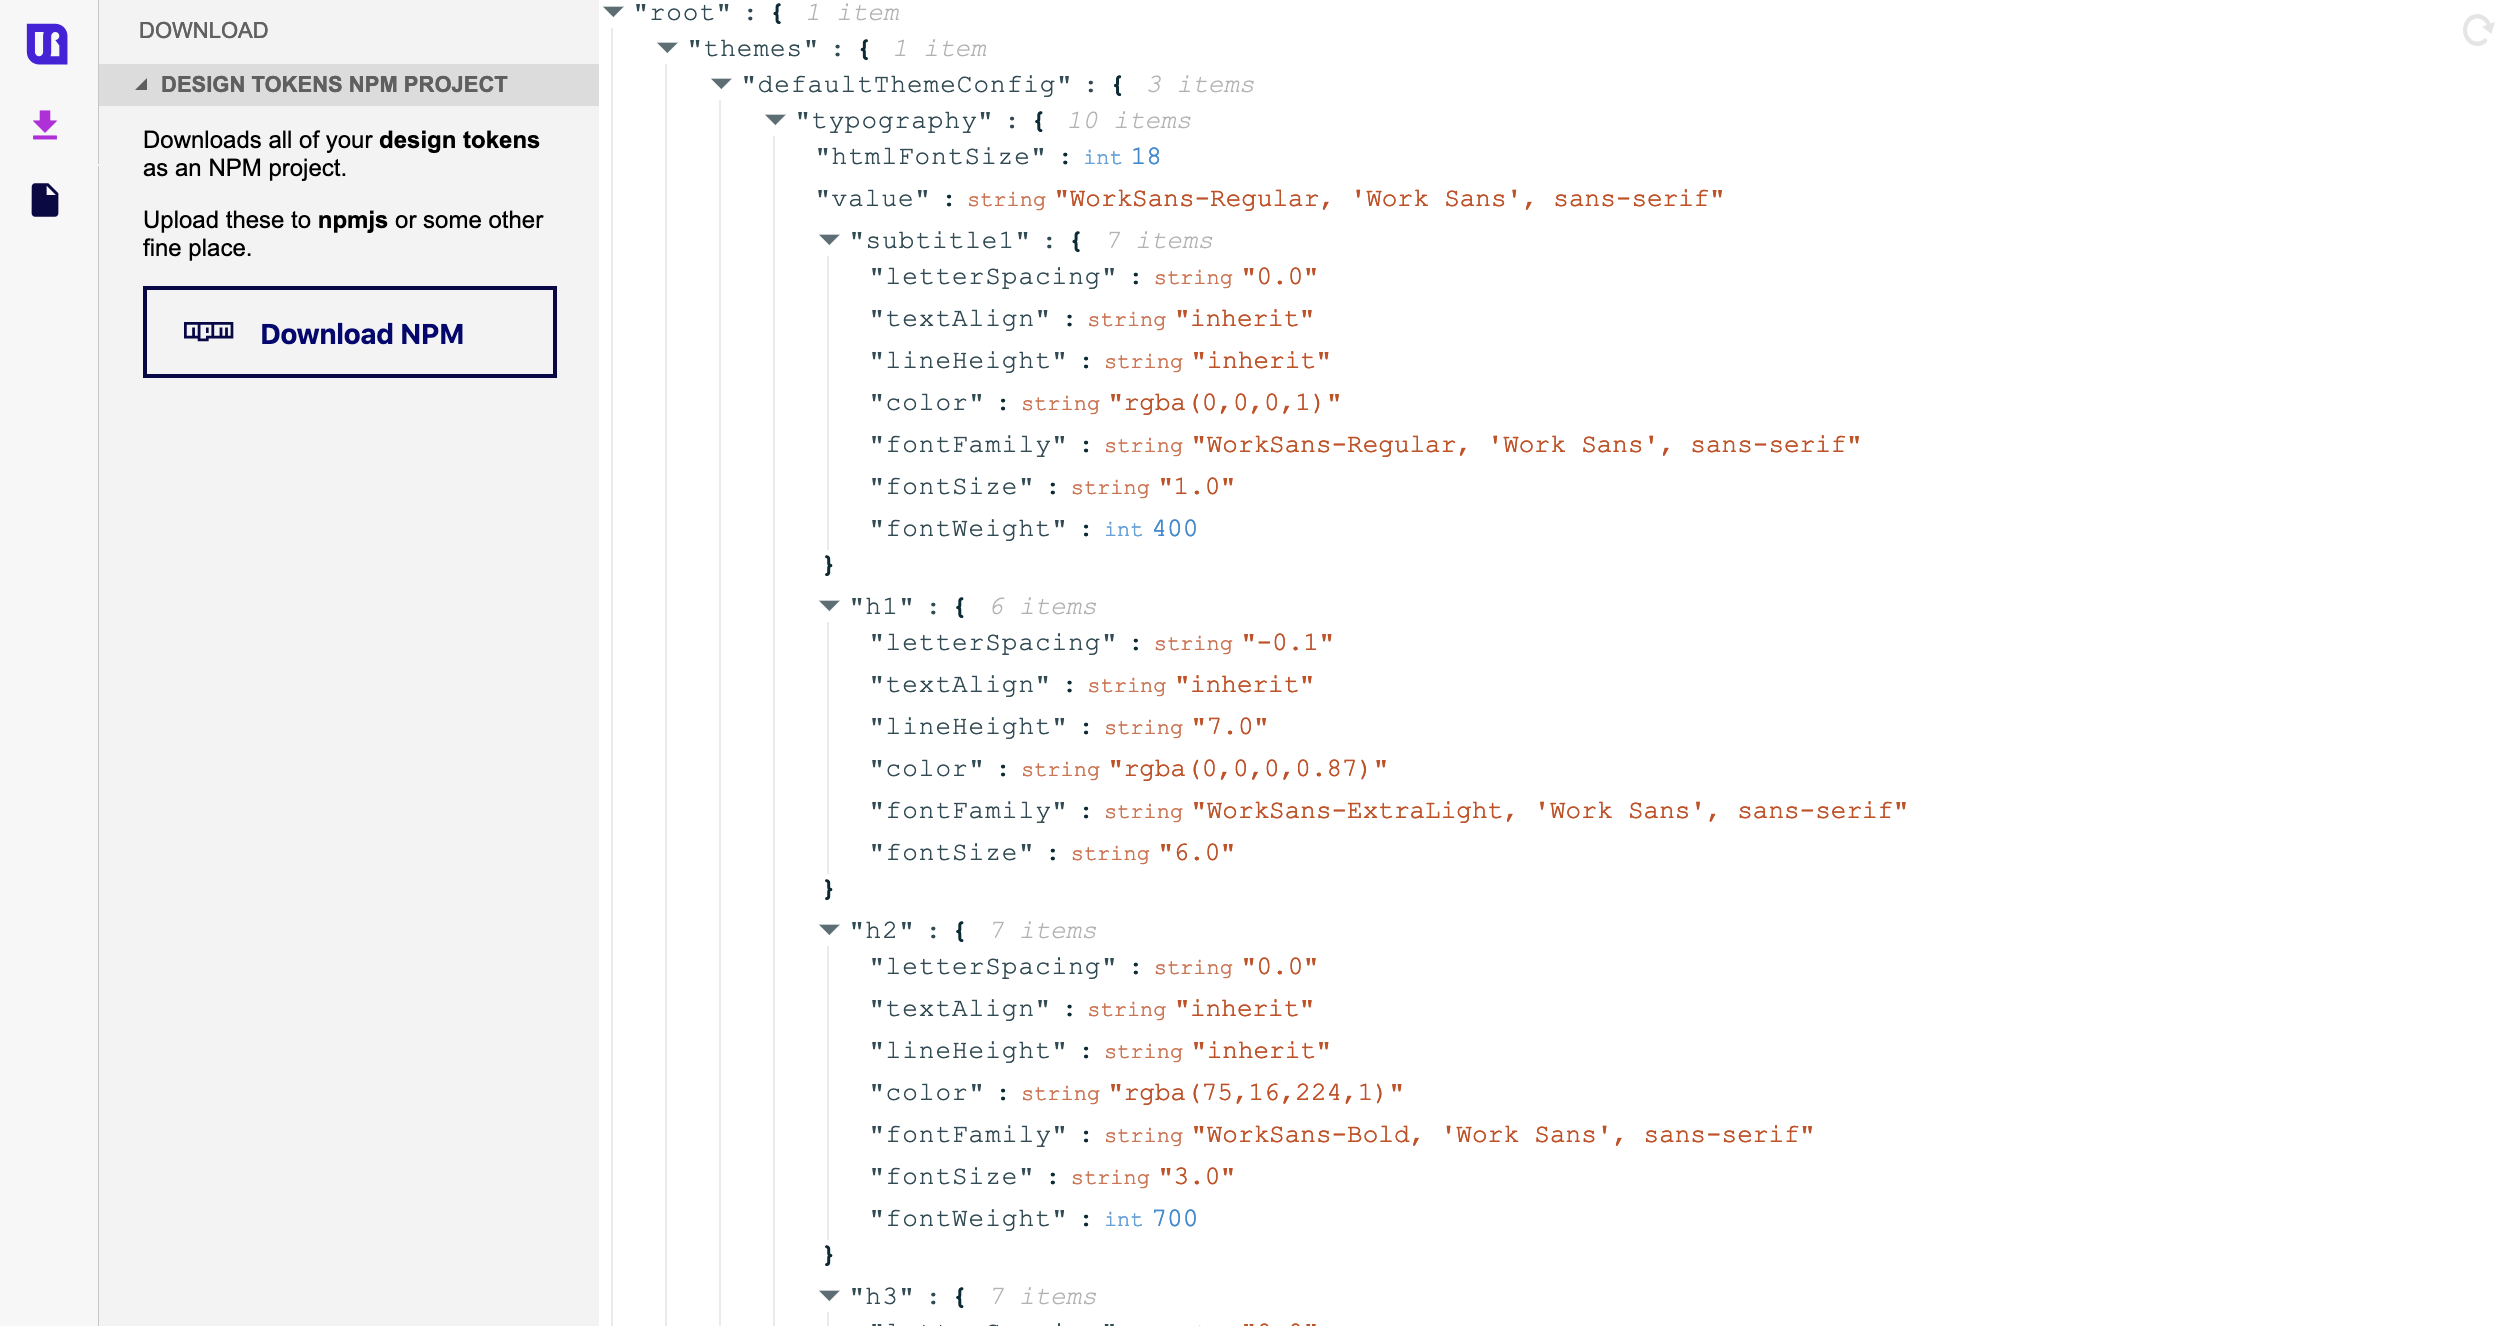 DOWNLOAD
DESIGN TOKENS NPM PROJECT
Downloads all of your design tokens
as an NPM project.
Upload these to npmjs or some other
fine place.
npm Download NPM
"root" : { 1 item
"themes" : { 1 item
"defaultThemeConfig" : { 3 items
"typography" : { 10 items
"htmlFontSize" : int 18
"value" : string "WorkSans-Regular, 'Work Sans', sans-serif"
"subtitle1" : { 7 items
"letterSpacing" : string "0.0"
"textAlign" : string "inherit"
"lineHeight" : string "inherit"
"color" : string "rgba(0,0,0,1)"
"fontFamily" : string "WorkSans-Regular, 'Work Sans', sans-serif"
"fontSize" : string "1.0"
"fontWeight" : int 400
}
"h1" : { 6 items
"letterSpacing" : string "-0.1"
"textAlign" : string "inherit"
"lineHeight" : string "7.0"
"color" : string "rgba(0,0,0,0.87)"
"fontFamily" : string "WorkSans-ExtraLight, 'Work Sans', sans-serif"
"fontSize" : string "6.0"
}
"h2" : { 7 items
"letterSpacing" : string "0.0"
"textAlign" : string "inherit"
"lineHeight" : string "inherit"
"color" : string "rgba(75,16,224,1)"
"fontFamily" : string "WorkSans-Bold, 'Work Sans', sans-serif"
"fontSize" : string "3.0"
"fontWeight" : int 700
}
"h3" : { 7 items